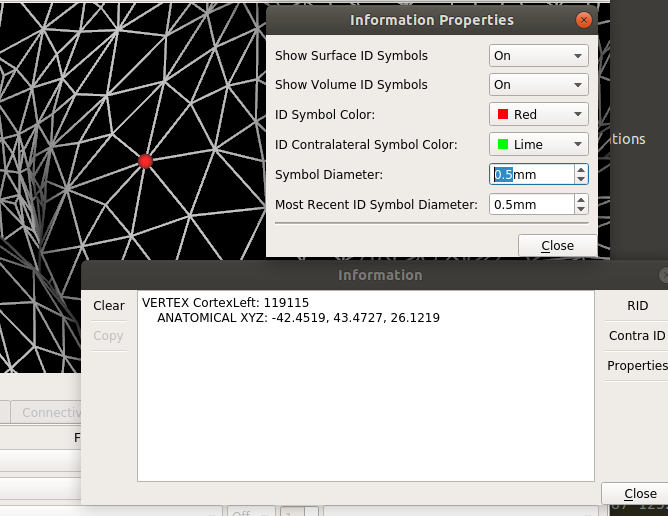 Information Properties
Show Surface ID Symbols On
Show Volume ID Symbols On
ID Symbol Color: Red
ID Contralateral Symbol Color: Lime
Symbol Diameter: 0.5mm
Most Recent ID Symbol Diameter: 0.5mm
Close
tions
Information
Clear
Copy
VERTEX CortexLeft: 119115
ANATOMICAL XYZ: -42.4519, 43.4727, 26.1219
RID
Contra ID
Properties
Close
Connectiv
F
Off